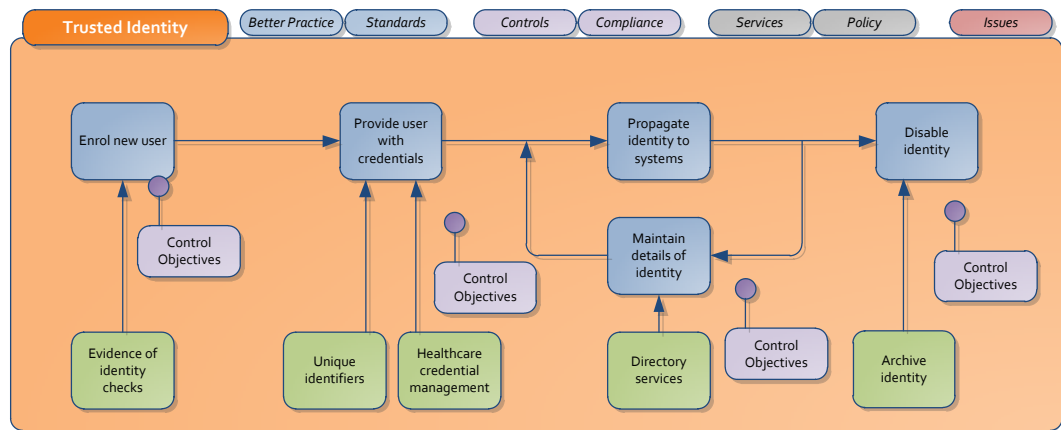 Trusted Identity
Better Practice
Standards
Controls
Compliance
Services
Policy
Issues
Enrol new user
Provide user
with
credentials
Propagate
identity to
systems
Disable
identity
Control
Objectives
Maintain
details of
identity
Control
Objectives
Control
Objectives
Control
Objectives
Evidence of
identity
checks
Unique
identifiers
Healthcare
credential
management
Directory
services
Archive
identity